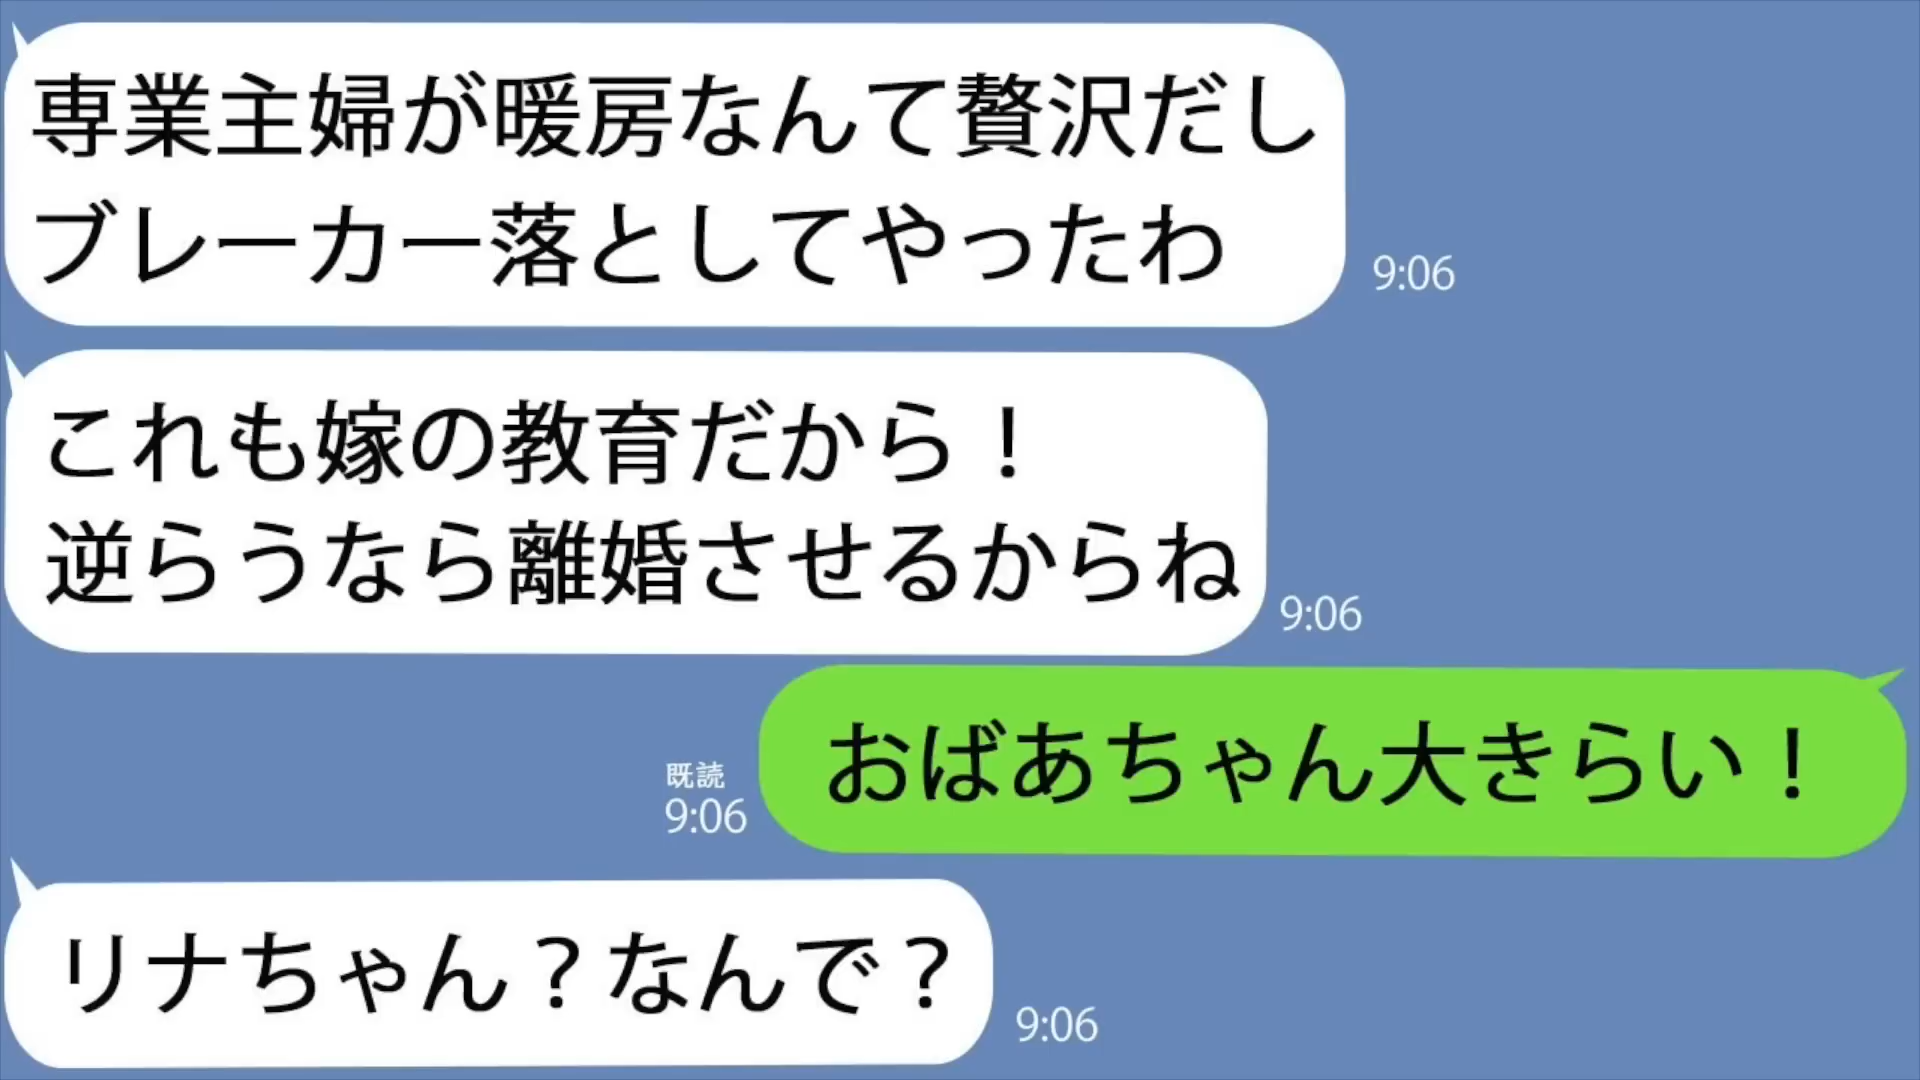 専業主婦が暖房なんて贅沢だし
ブレーカー落としてやったわ
9:06
これも嫁の教育だから！
逆らうなら離婚させるからね
9:06
おばあちゃん大きらい！
既読
9:06
リナちゃん？なんで？
9:06